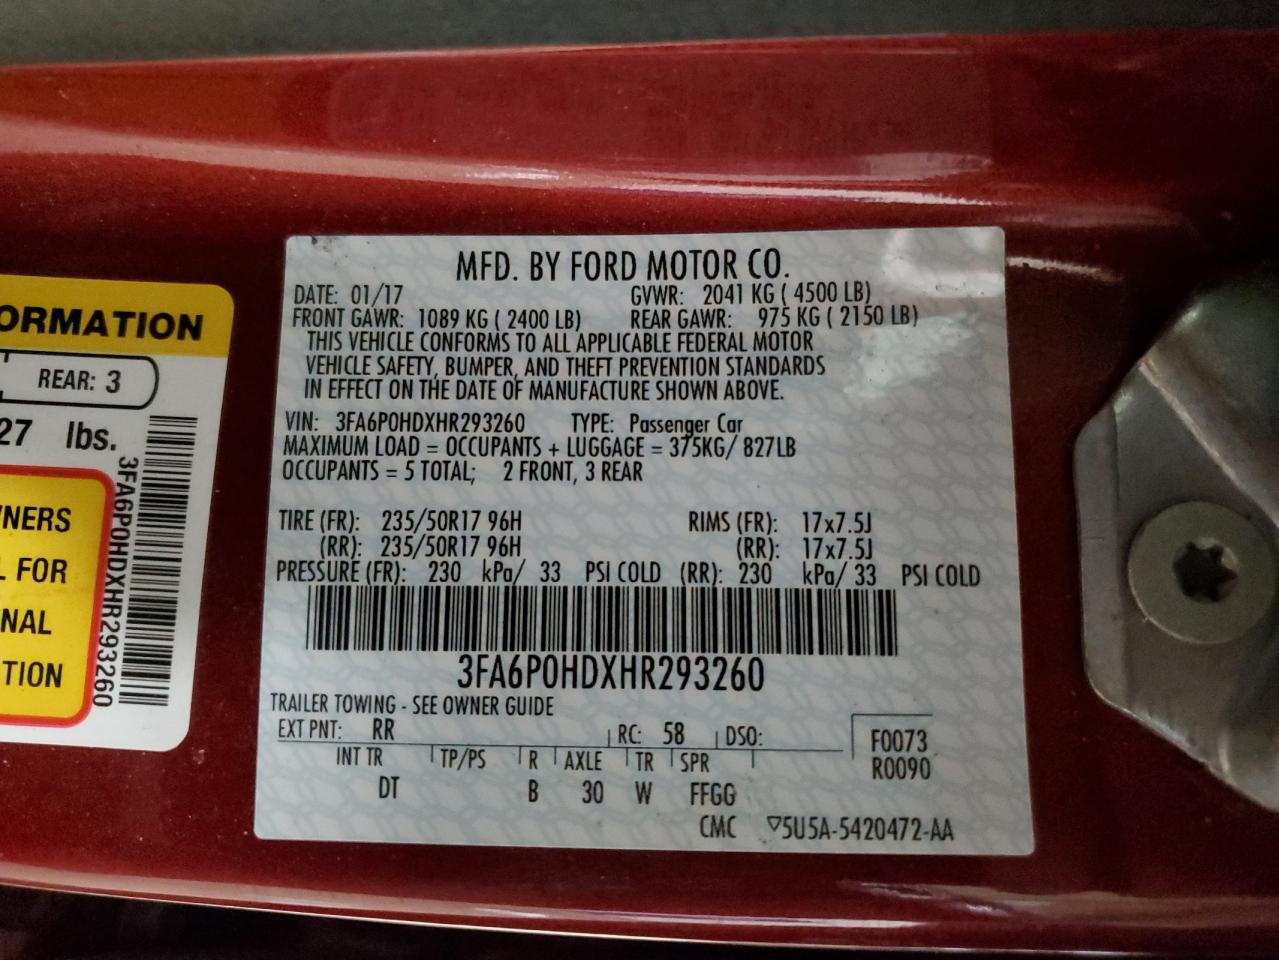 ORMATION
REAR: 3
27 lbs.
3FA6P0HDXHR293260
NERS
FOR
NAL
TION
MFD. BY FORD MOTOR CO.
DATE: 01/17 GVWR: 2041 KG ( 4500 LB)
FRONT GAWR: 1089 KG ( 2400 LB) REAR GAWR: 975 KG ( 2150 LB)
THIS VEHICLE CONFORMS TO ALL APPLICABLE FEDERAL MOTOR
VEHICLE SAFETY, BUMPER, AND THEFT PREVENTION STANDARDS
IN EFFECT ON THE DATE OF MANUFACTURE SHOWN ABOVE.
VIN: 3FA6P0HDXHR293260 TYPE: Passenger Car
MAXIMUM LOAD = OCCUPANTS + LUGGAGE = 375KG/ 827LB
OCCUPANTS = 5 TOTAL; 2 FRONT, 3 REAR
TIRE (FR): 235/50R17 96H RIMS (FR): 17x7.5J
(RR): 235/50R17 96H (RR): 17x7.5J
PRESSURE (FR): 230 kPa/ 33 PSI COLD (RR): 230 kPa/ 33 PSI COLD
3FA6P0HDXHR293260
TRAILER TOWING - SEE OWNER GUIDE
EXT PNT: RR RC: 58 DSO: F0073
INT TR TP/PS R AXLE TR SPR R0090
DT B 30 W FFGG
CMC ▽5U5A-5420472-AA